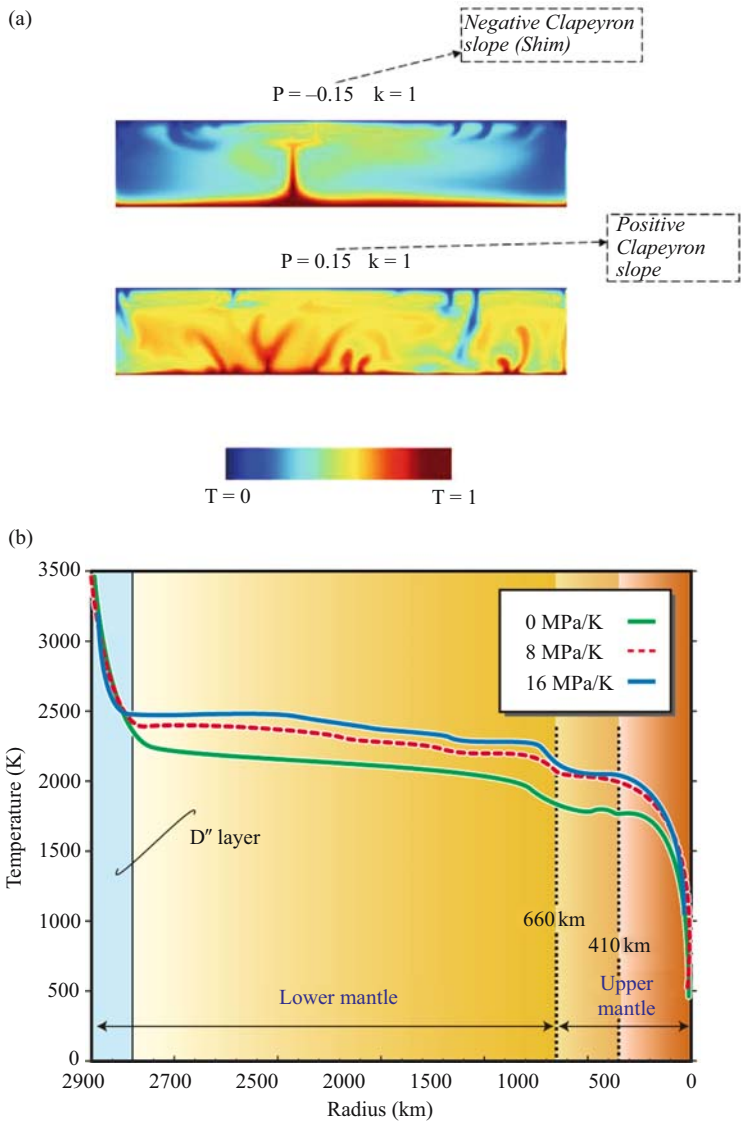 (a)
Negative Clapeyron
slope (Shim)
P = –0.15 k = 1
Positive
Clapeyron
slope
P = 0.15 k = 1
T = 0
T = 1
(b)
3500
3000
2500
2000
1500
1000
500
0
Temperature (K)
0 MPa/K
8 MPa/K
16 MPa/K
D″ layer
660 km
410 km
Lower mantle
Upper
mantle
2900
2700
2500
2000
1500
1000
500
0
Radius (km)